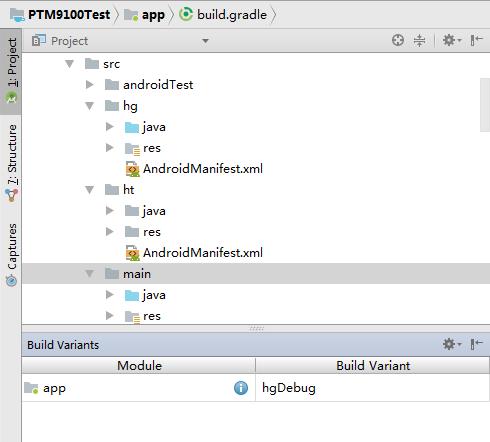 PTM9100Test app build.gradle
Project
1: Project
7: Structure
Captures
src
androidTest
hg
java
res
AndroidManifest.xml
ht
java
res
AndroidManifest.xml
main
java
res
Build Variants
Module Build Variant
app hgDebug